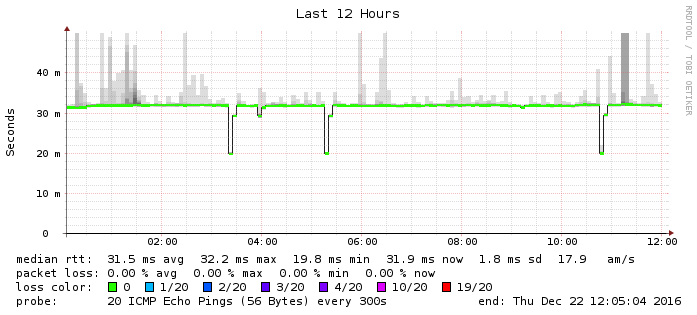 Last 12 Hours
RRDTOOL / TOBI OETIKER
Seconds
40 m
30 m
20 m
10 m
0
02:00 04:00 06:00 08:00 10:00 12:00
median rtt: 31.5 ms avg 32.2 ms max 19.8 ms min 31.9 ms now 1.8 ms sd 17.9 am/s
packet loss: 0.00 % avg 0.00 % max 0.00 % min 0.00 % now
loss color: 0 1/20 2/20 3/20 4/20 10/20 19/20
probe: 20 ICMP Echo Pings (56 Bytes) every 300s end: Thu Dec 22 12:05:04 2016